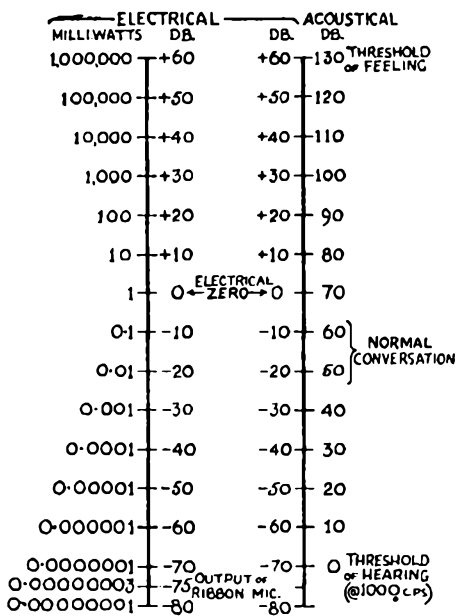 ELECTRICAL ACOUSTICAL
MILLIWATTS DB. DB. DB.
1,000,000 +60 +60 130 THRESHOLD
OF FEELING
100,000 +50 +50 120
10,000 +40 +40 110
1,000 +30 +30 100
100 +20 +20 90
10 +10 +10 80
ELECTRICAL
1 0 ZERO 0 70
0·1 -10 -10 60
NORMAL
CONVERSATION
0·01 -20 -20 50
0·001 -30 -30 40
0·0001 -40 -40 30
0·00001 -50 -50 20
0·000001 -60 -60 10
0·0000001 -70 -70 0 THRESHOLD
OF HEARING
0·00000003 -75 OUTPUT OF
RIBBON MIC.
(@1000 CPS)
0·00000001 -80 -80